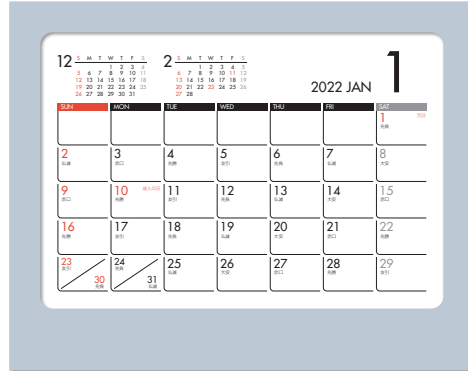 12 S M T W T F S 2 S M T W T F S
1 2 3 4 1 2 3 4 5
5 6 7 8 9 10 11 6 7 8 9 10 11 12
12 13 14 15 16 17 18 13 14 15 16 17 18 19
19 20 21 22 23 24 25 20 21 22 23 24 25 26
26 27 28 29 30 31 27 28
2022 JAN 1
SUN MON TUE WED THU FRI SAT
1 元日
先負
2 3 4 5 6 7 8
仏滅 赤口 先勝 友引 先負 仏滅 大安
9 10 成人の日 11 12 13 14 15
赤口 先勝 友引 先負 仏滅 大安 赤口
16 17 18 19 20 21 22
先勝 友引 先負 仏滅 大安 赤口 先勝
23 24 25 26 27 28 29
友引 先負 仏滅 大安 赤口 先勝 友引
30 31
先負 仏滅